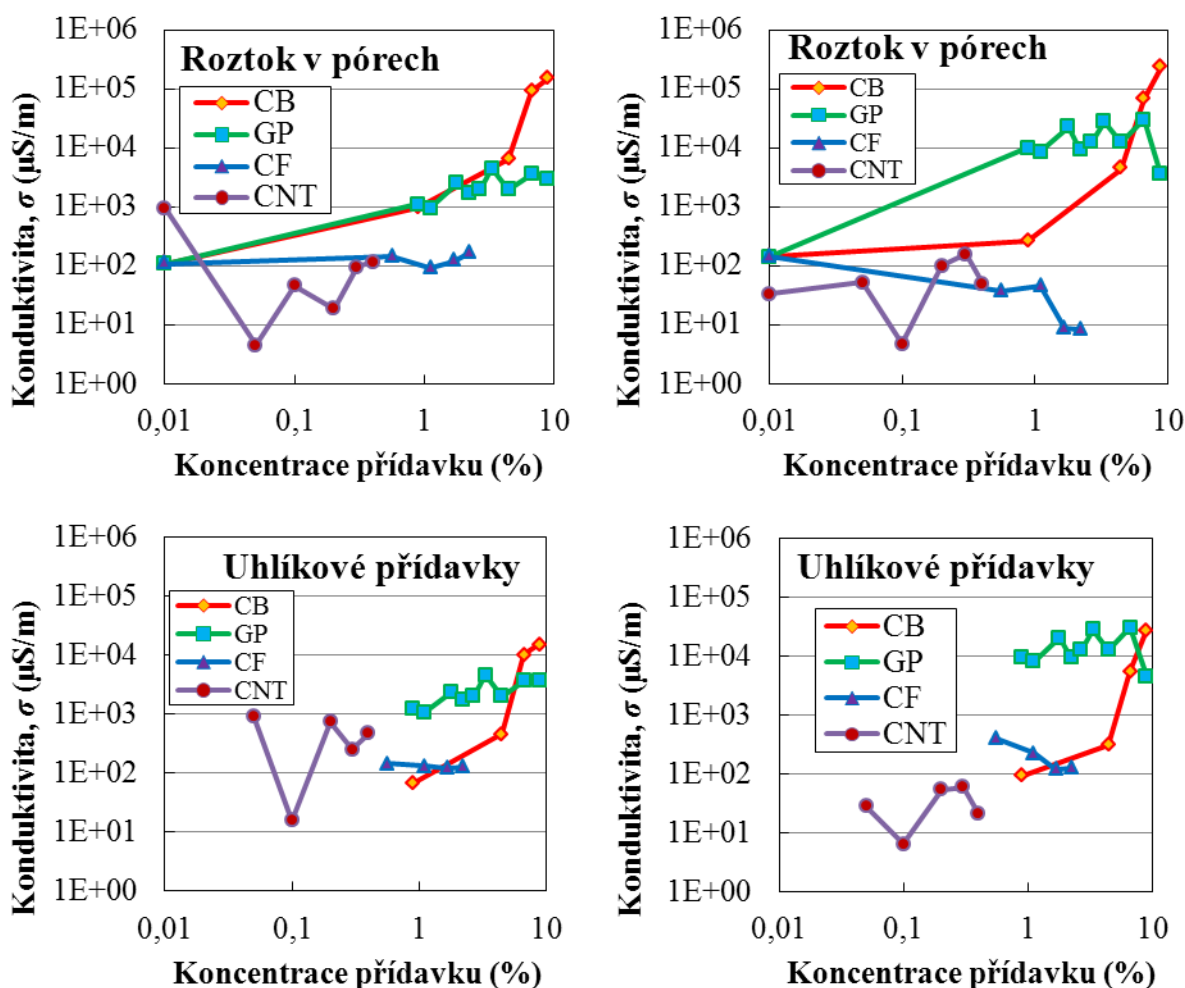 1E+06
1E+05
1E+04
1E+03
1E+02
1E+01
1E+00
Konduktivita, σ (µS/m)
Roztok v pórech
CB
GP
CF
CNT
0,01 0,1 1 10
Koncentrace přídavku (%)
1E+06
1E+05
1E+04
1E+03
1E+02
1E+01
1E+00
Konduktivita, σ (µS/m)
Roztok v pórech
CB
GP
CF
CNT
0,01 0,1 1 10
Koncentrace přídavku (%)
1E+06
1E+05
1E+04
1E+03
1E+02
1E+01
1E+00
Konduktivita, σ (µS/m)
Uhlíkové přídavky
CB
GP
CF
CNT
0,01 0,1 1 10
Koncentrace přídavku (%)
1E+06
1E+05
1E+04
1E+03
1E+02
1E+01
1E+00
Konduktivita, σ (µS/m)
Uhlíkové přídavky
CB
GP
CF
CNT
0,01 0,1 1 10
Koncentrace přídavku (%)